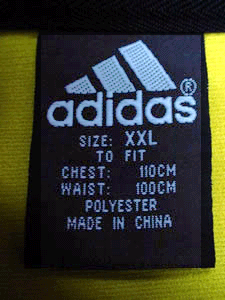 adidas®
SIZE: XXL
TO FIT
CHEST: 110CM
WAIST: 100CM
POLYESTER
MADE IN CHINA